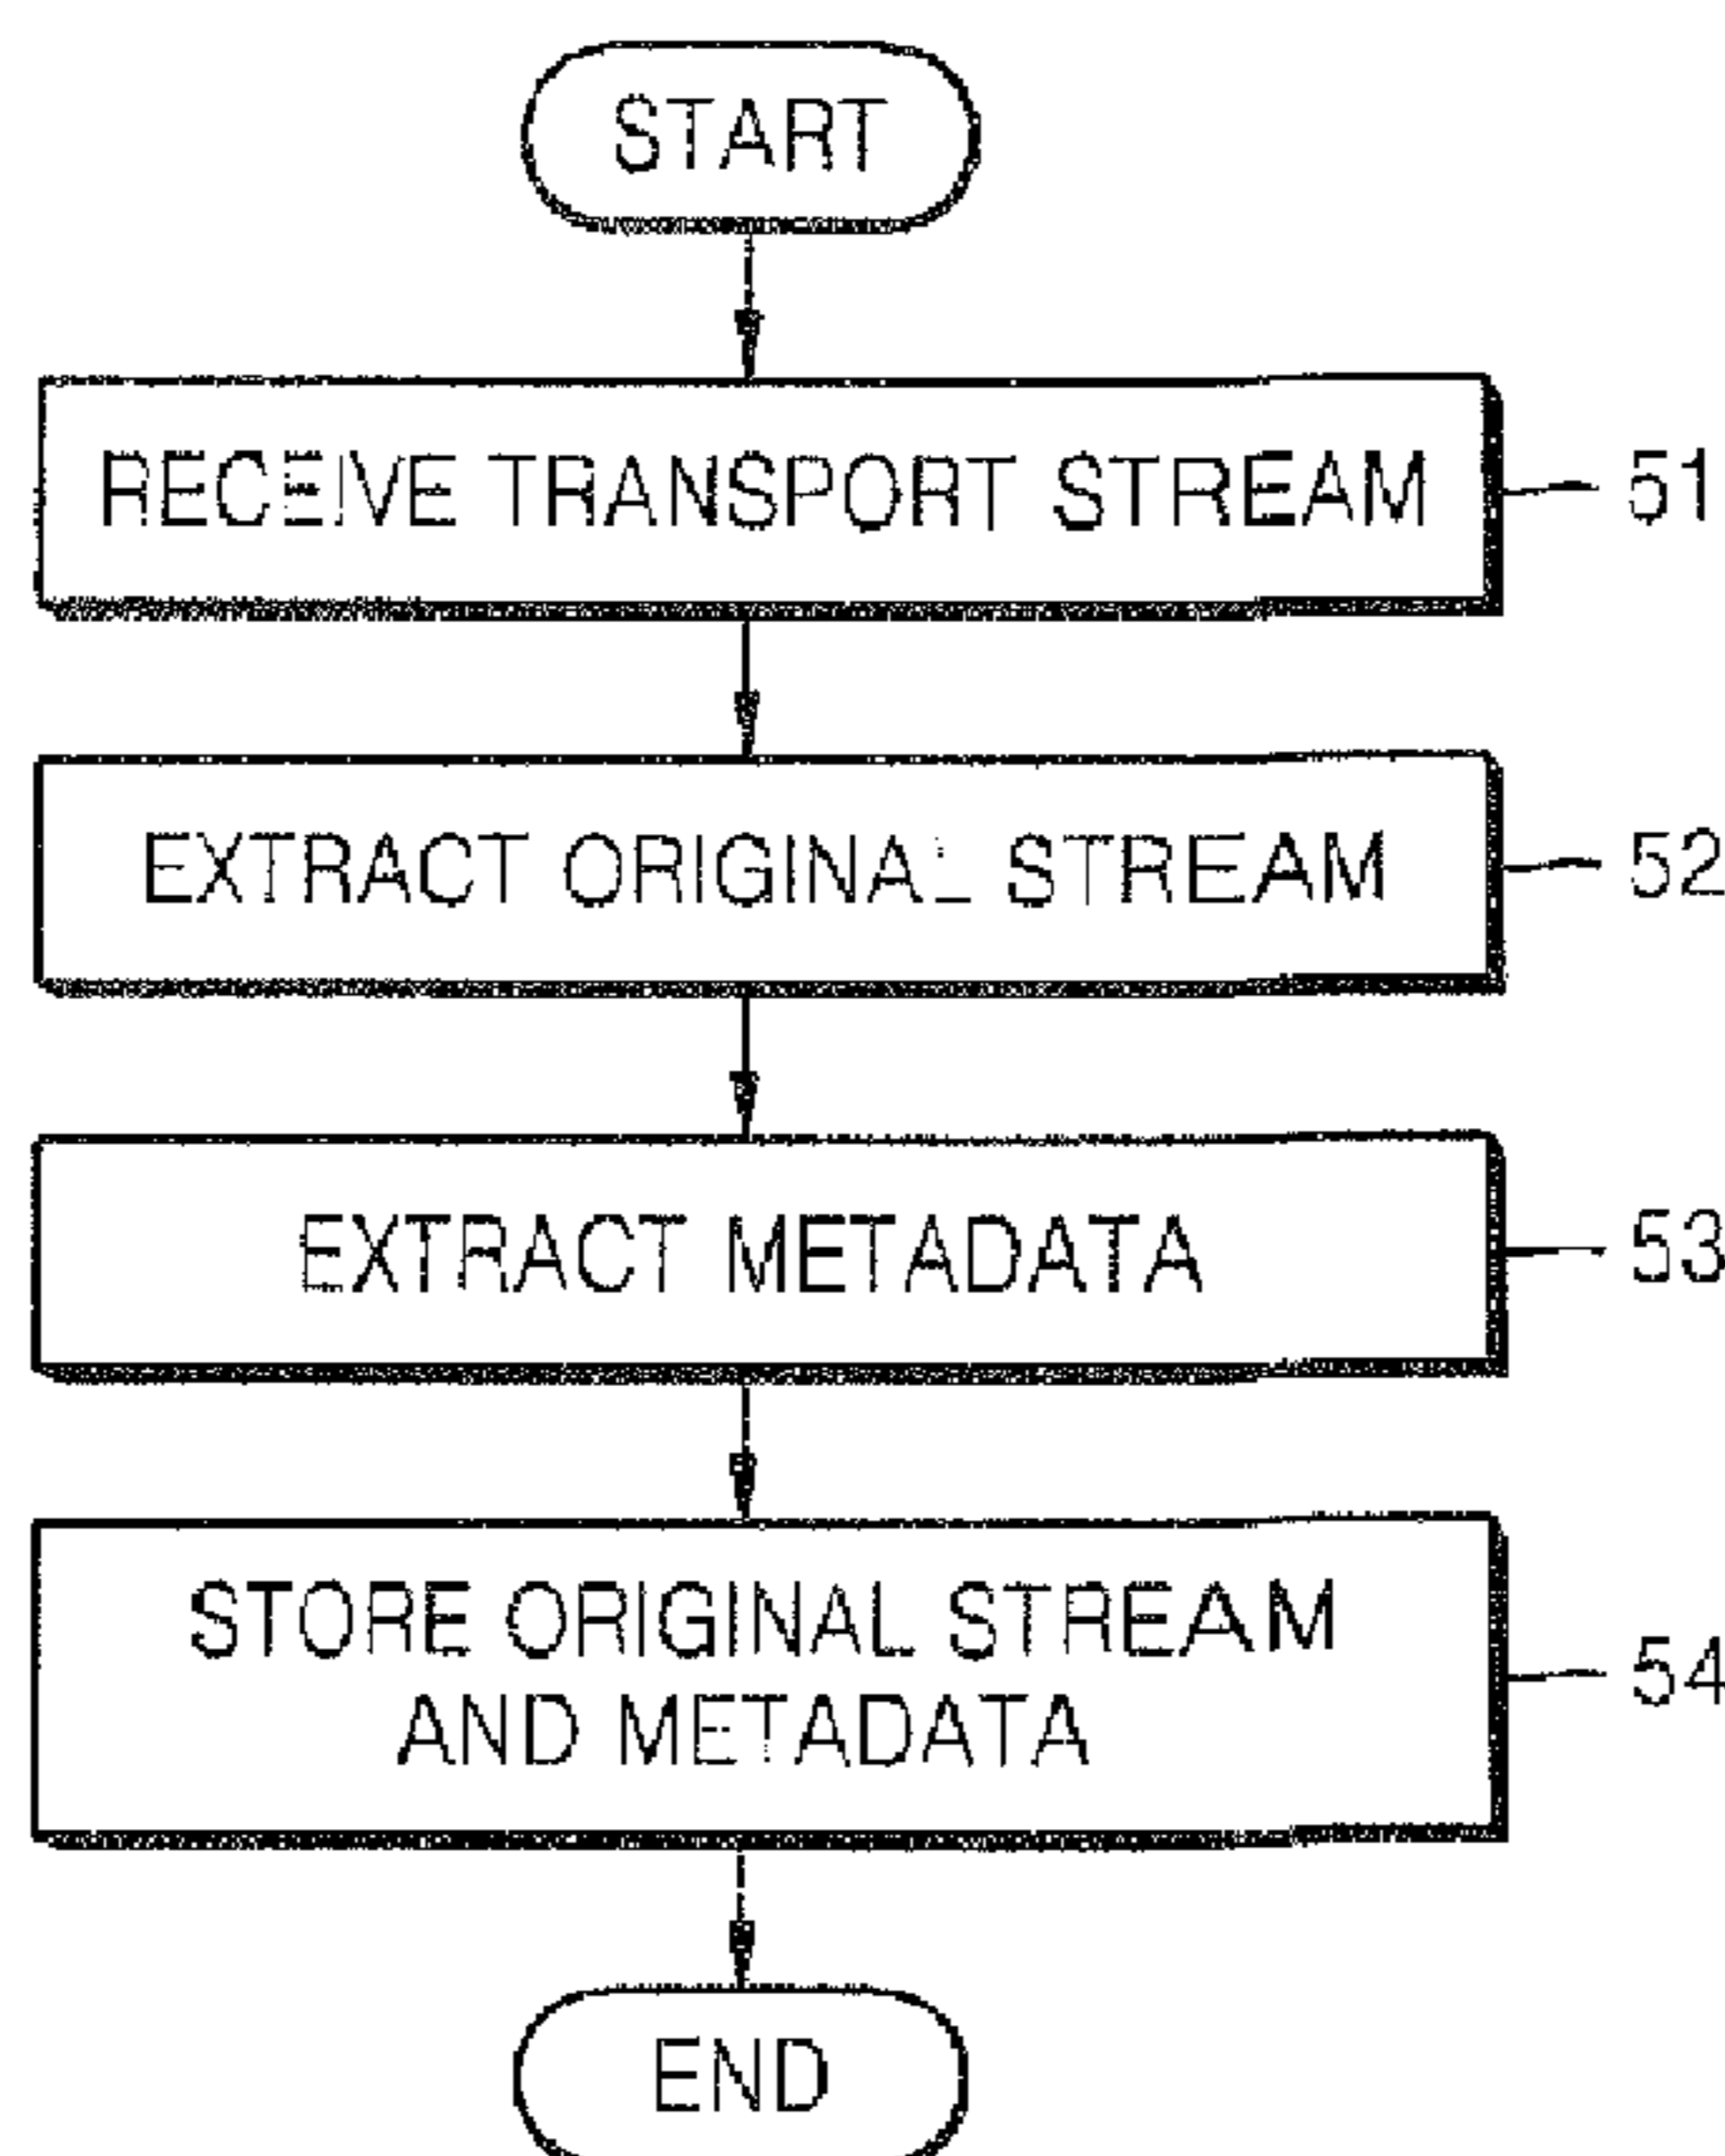 START
RECEIVE TRANSPORT STREAM 51
EXTRACT ORIGINAL STREAM 52
EXTRACT METADATA 53
STORE ORIGINAL STREAM
AND METADATA 54
END